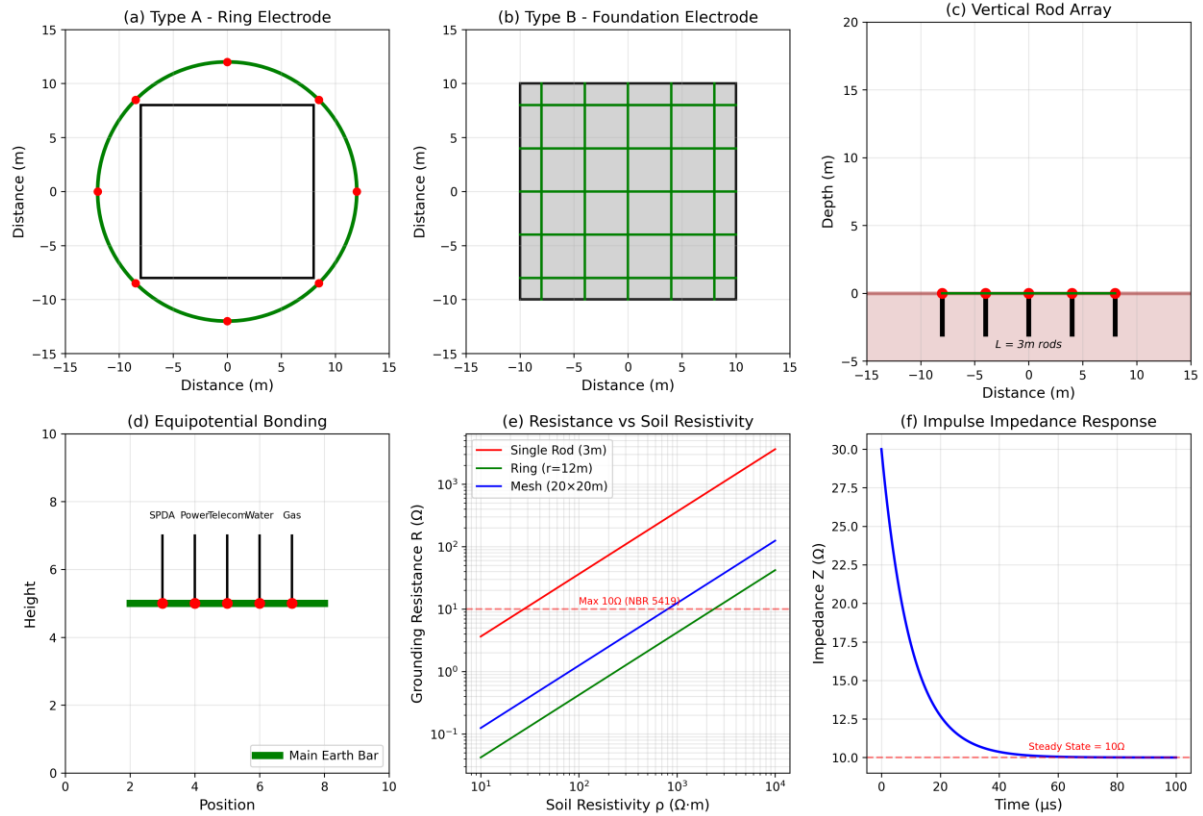 (a) Type A - Ring Electrode
15
10
5
0
−5
−10
−15
−15 −10 −5 0 5 10 15
Distance (m)
Distance (m)
(b) Type B - Foundation Electrode
15
10
5
0
−5
−10
−15
−15 −10 −5 0 5 10 15
Distance (m)
Distance (m)
(c) Vertical Rod Array
20
15
10
5
0
−5
−15 −10 −5 0 5 10 15
Depth (m)
Distance (m)
L = 3m rods
(d) Equipotential Bonding
10
8
6
4
2
0
0 2 4 6 8 10
Height
Position
SPDA Power Telecom Water Gas
Main Earth Bar
(e) Resistance vs Soil Resistivity
Single Rod (3m)
Ring (r=12m)
Mesh (20×20m)
10³
10²
10¹
10⁰
10⁻¹
10¹ 10² 10³ 10⁴
Max 10Ω (NBR 5419)
Grounding Resistance R (Ω)
Soil Resistivity ρ (Ω·m)
(f) Impulse Impedance Response
30.0
27.5
25.0
22.5
20.0
17.5
15.0
12.5
10.0
0 20 40 60 80 100
Steady State = 10Ω
Impedance Z (Ω)
Time (μs)